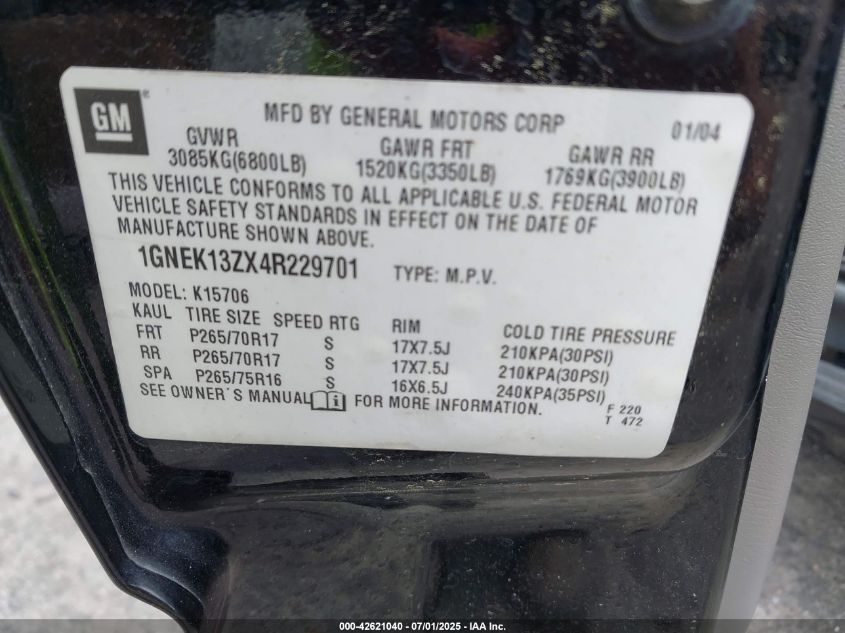 GM
MFD BY GENERAL MOTORS CORP 01/04
GVWR GAWR FRT GAWR RR
3085KG(6800LB) 1520KG(3350LB) 1769KG(3900LB)
THIS VEHICLE CONFORMS TO ALL APPLICABLE U.S. FEDERAL MOTOR
VEHICLE SAFETY STANDARDS IN EFFECT ON THE DATE OF
MANUFACTURE SHOWN ABOVE.
1GNEK13ZX4R229701 TYPE: M.P.V.
MODEL: K15706
KAUL TIRE SIZE SPEED RTG RIM COLD TIRE PRESSURE
FRT P265/70R17 S 17X7.5J 210KPA(30PSI)
RR P265/70R17 S 17X7.5J 210KPA(30PSI)
SPA P265/75R16 S 16X6.5J 240KPA(35PSI)
SEE OWNER'S MANUAL i FOR MORE INFORMATION.
F 220
T 472
000-42621040 - 07/01/2025 - IAA Inc.